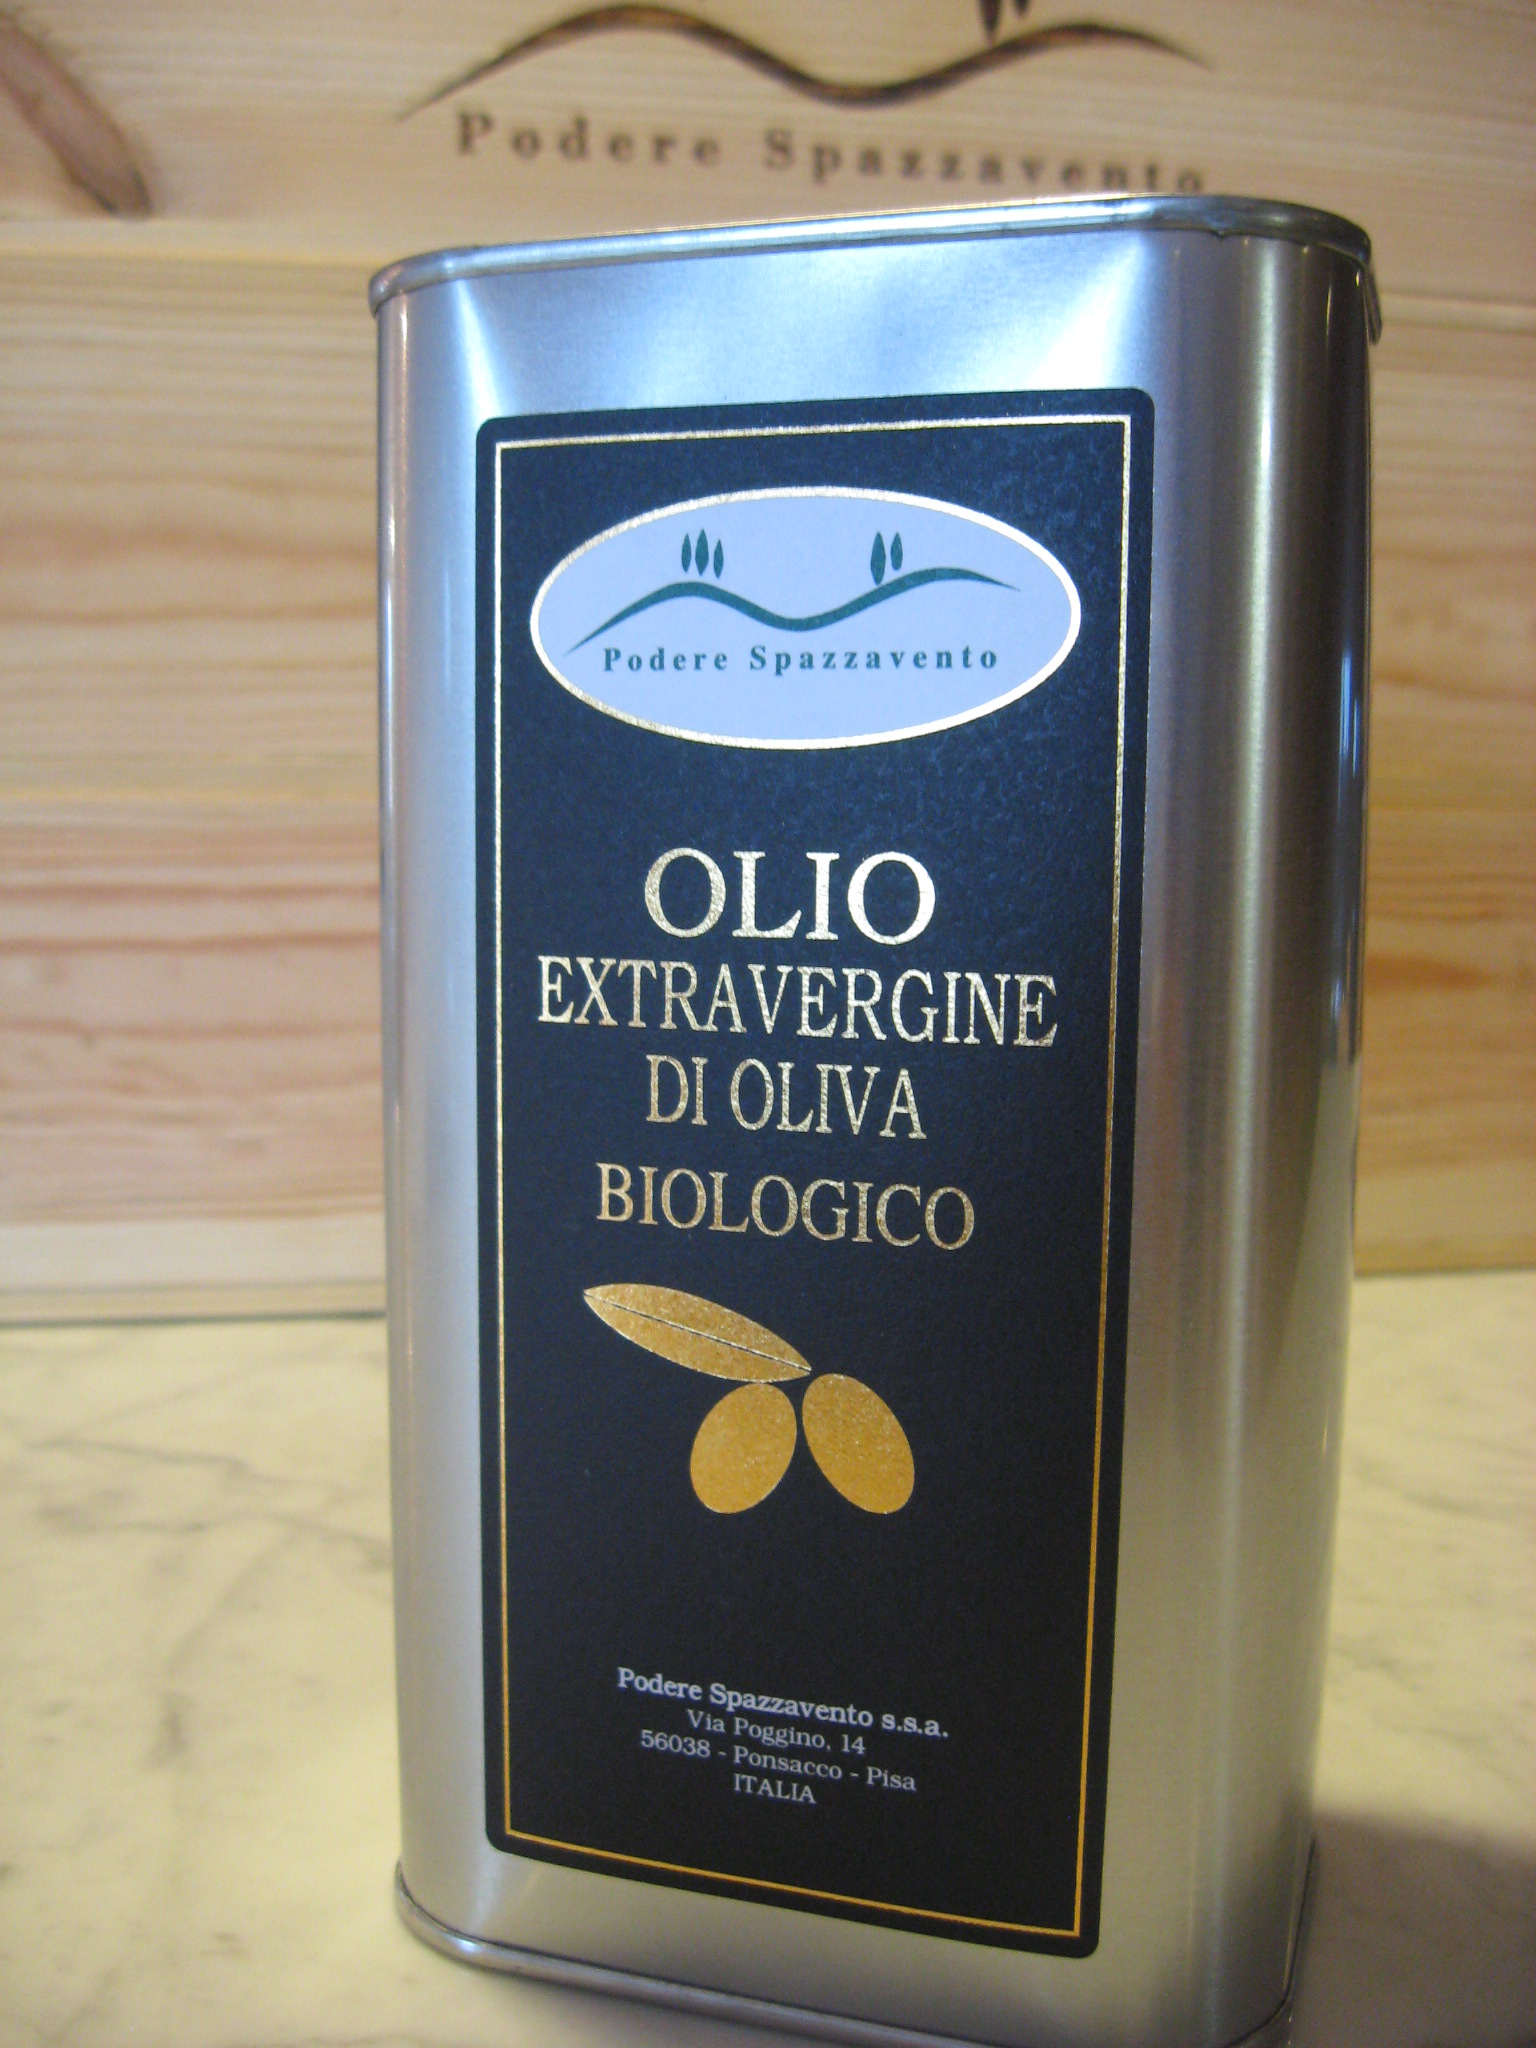 Podere Spazzavento
Podere Spazzavento
OLIO
EXTRAVERGINE
DI OLIVA
BIOLOGICO
Podere Spazzavento s.s.a.
Via Poggino, 14
56038 - Ponsacco - Pisa
ITALIA